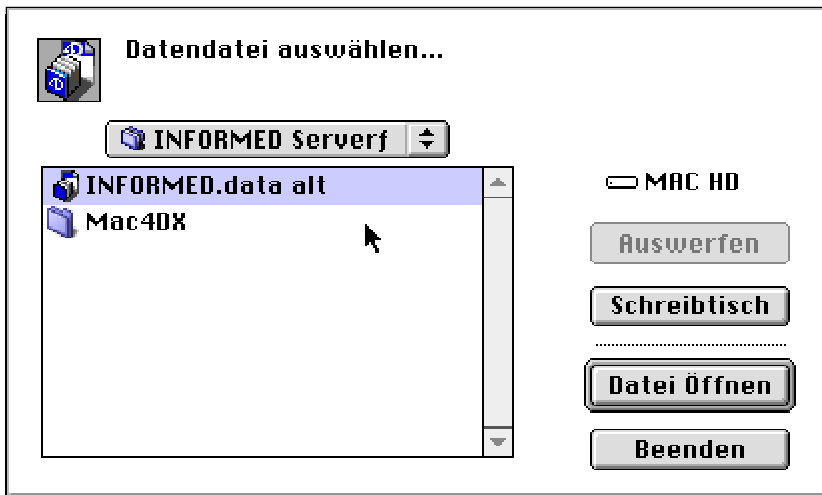 Datendatei auswählen...
INFORMED Serverf
INFORMED.data alt
Mac4DX
MAC HD
Auswerfen
Schreibtisch
Datei Öffnen
Beenden